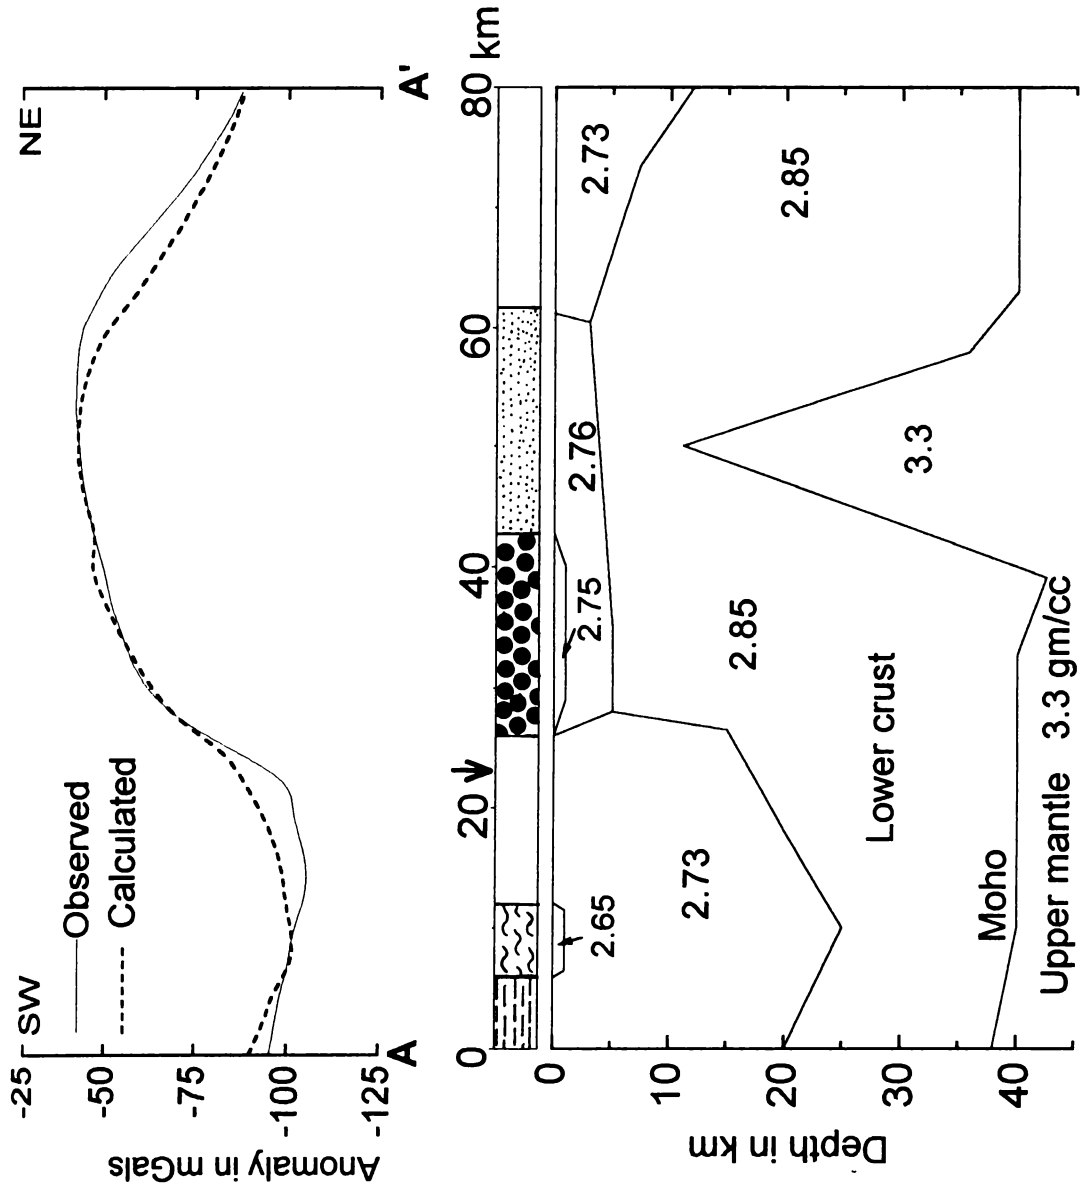 SW
NE
Observed
Calculated
-25
-50
-75
-100
-125
Anomaly in mGals
A
A'
0
20
40
60
80
km
0
10
20
30
40
Depth in km
2.65
2.73
2.75
2.76
2.73
2.85
2.85
3.3
Lower crust
Moho
Upper mantle 3.3 gm/cc